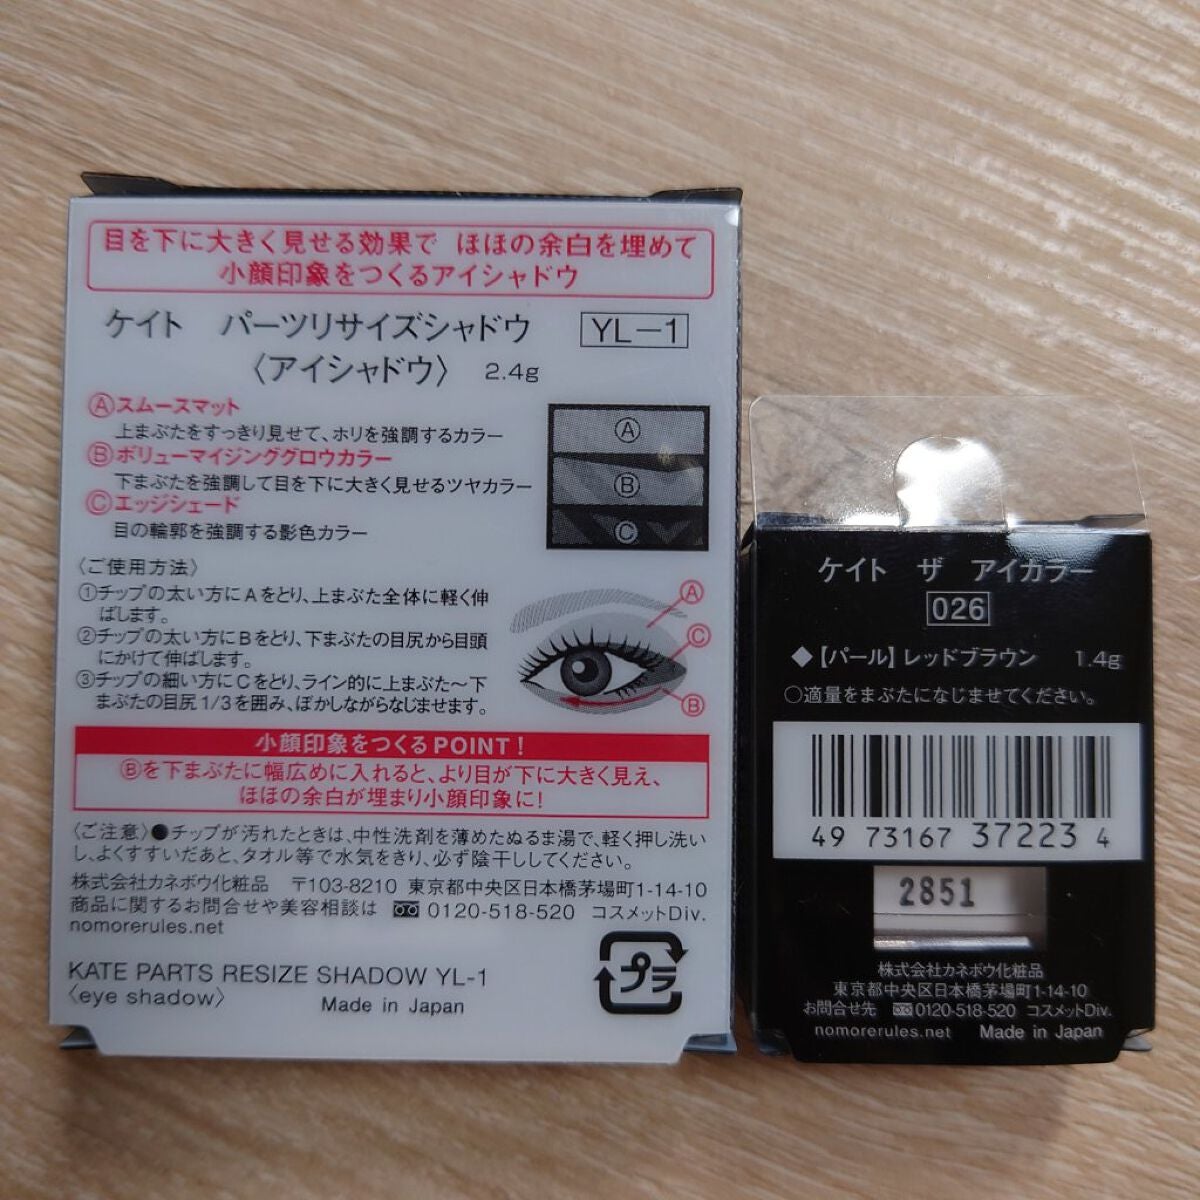 目を下に大きく見せる効果で ほほの余白を埋めて
小顔印象をつくるアイシャドウ
ケイト パーツリサイズシャドウ YL-1
〈アイシャドウ〉 2.4g
Ⓐスムースマット
上まぶたをすっきり見せて、ホリを強調するカラー
Ⓑボリューマイジンググロウカラー
下まぶたを強調して目を下に大きく見せるツヤカラー
Ⓒエッジシェード
目の輪郭を強調する影色カラー
Ⓐ
Ⓑ
Ⓒ
〈ご使用方法〉
①チップの太い方にAをとり、上まぶた全体に軽く伸
ばします。
②チップの太い方にBをとり、下まぶたの目尻から目頭
にかけて伸ばします。
③チップの細い方にCをとり、ライン的に上まぶた〜下
まぶたの目尻1/3を囲み、ぼかしながらなじませます。
Ⓐ
Ⓒ
Ⓑ
小顔印象をつくるPOINT!
Ⓑを下まぶたに幅広めに入れると、より目が下に大きく見え、
ほほの余白が埋まり小顔印象に!
〈ご注意〉●チップが汚れたときは、中性洗剤を薄めたぬるま湯で、軽く押し洗い
し、よくすすいだあと、タオル等で水気をきり、必ず陰干ししてください。
株式会社カネボウ化粧品 〒103-8210 東京都中央区日本橋茅場町1-14-10
商品に関するお問合せや美容相談は 0120-518-520 コスメットDiv.
nomorerules.net
KATE PARTS RESIZE SHADOW YL-1
〈eye shadow〉 Made in Japan
プラ
ケイト ザ アイカラー
026
◆【パール】レッドブラウン 1.4g
○適量をまぶたになじませてください。
49 73167 37223 4
2851
株式会社カネボウ化粧品
東京都中央区日本橋茅場町1-14-10
お問合せ先 0120-518-520 コスメットDiv.
nomorerules.net Made in Japan